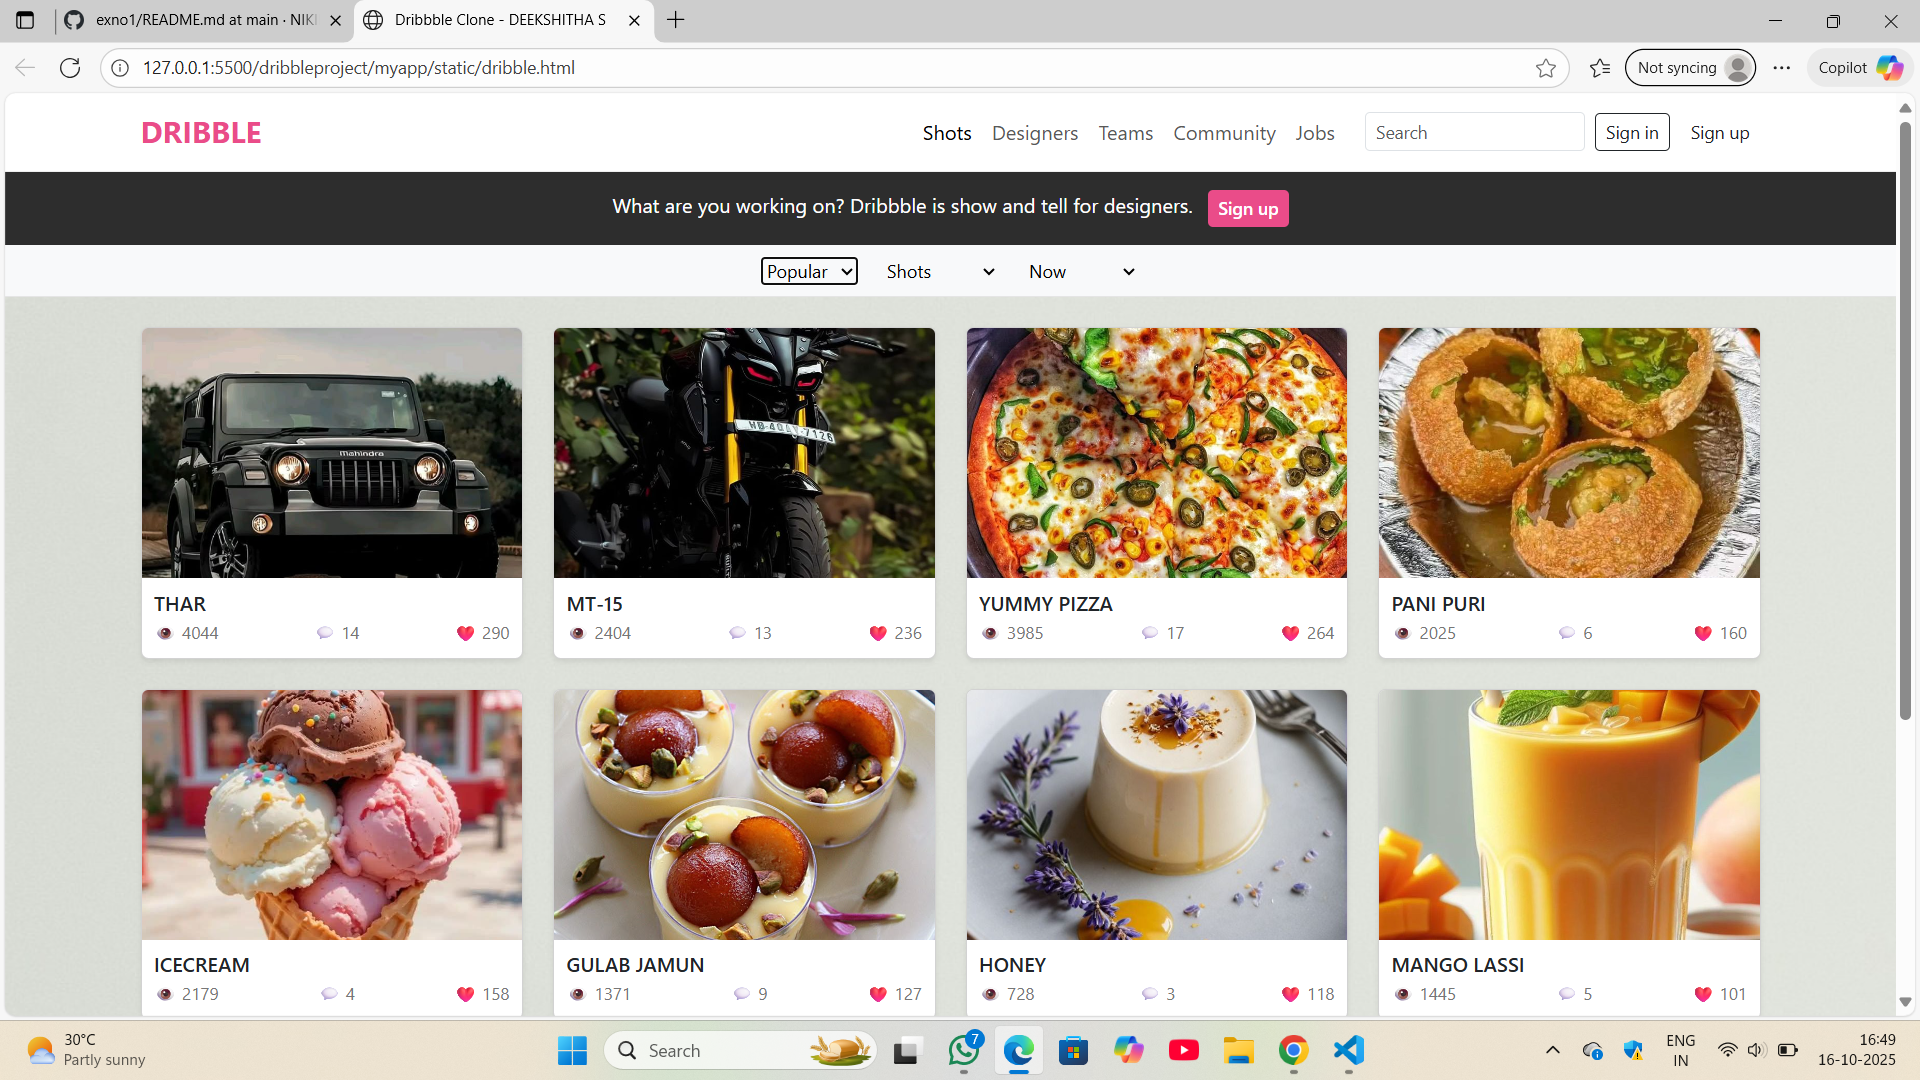 exno1/README.md at main · NIKI
Dribbble Clone - DEEKSHITHA S
127.0.0.1:5500/dribbleproject/myapp/static/dribble.html
Not syncing
Copilot
DRIBBLE
Shots Designers Teams Community Jobs Search Sign in Sign up
What are you working on? Dribbble is show and tell for designers. Sign up
Popular Shots Now
mahindra
THAR
4044 14 290
MT-15
2404 13 236
YUMMY PIZZA
3985 17 264
PANI PURI
2025 6 160
ICECREAM
2179 4 158
GULAB JAMUN
1371 9 127
HONEY
728 3 118
MANGO LASSI
1445 5 101
30°C
Partly sunny
Search
7
ENG
IN
16:49
16-10-2025